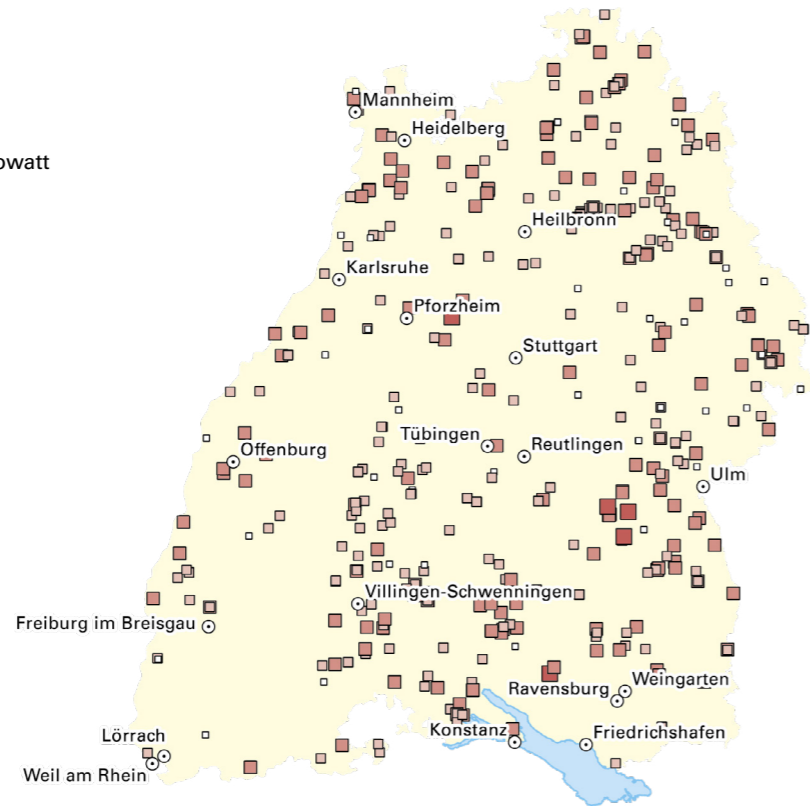 Mannheim
Heidelberg
owatt
Heilbronn
Karlsruhe
Pforzheim
Stuttgart
Tübingen
Reutlingen
Offenburg
Ulm
Villingen-Schwenningen
Freiburg im Breisgau
Weingarten
Ravensburg
Konstanz
Friedrichshafen
Lörrach
Weil am Rhein